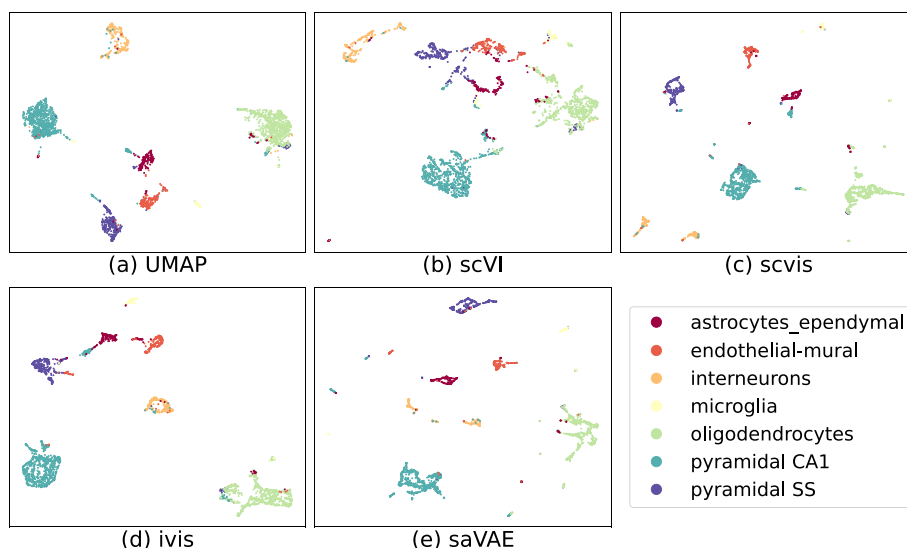 (a) UMAP
(b) scVI
(c) scvis
(d) ivis
(e) saVAE
astrocytes_ependymal
endothelial-mural
interneurons
microglia
oligodendrocytes
pyramidal CA1
pyramidal SS